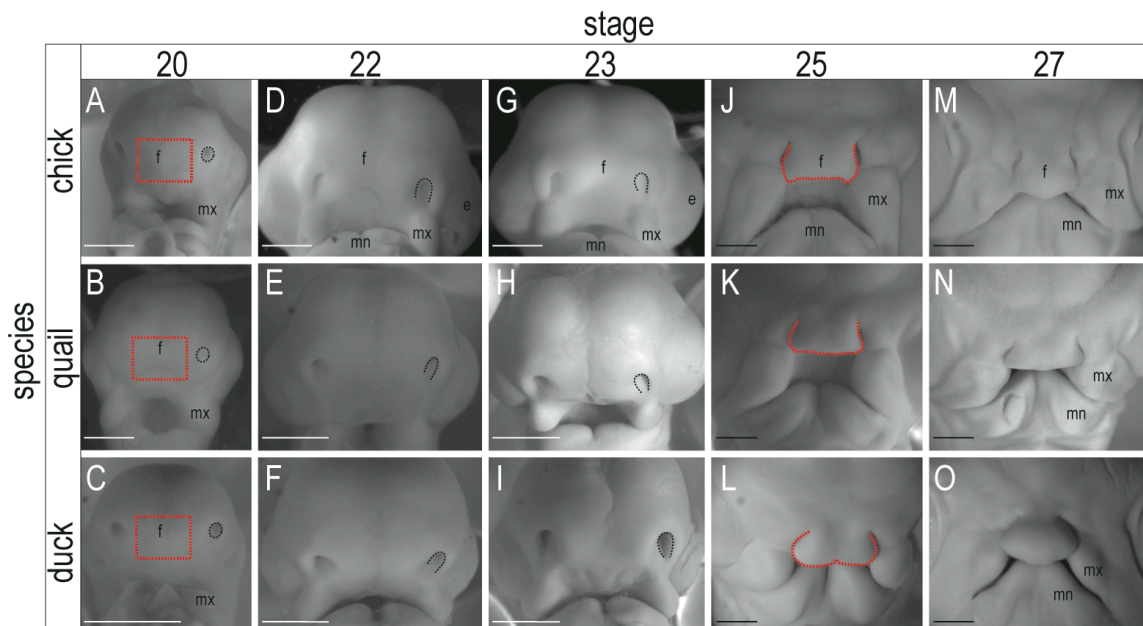 stage
20 22 23 25 27
species
chick
A f mx
D f mn mx e
G f mn mx e
J f mx mn
M f mx mn
quail
B f mx
E
H
K
N mx mn
duck
C f mx
F
I
L
O mx mn